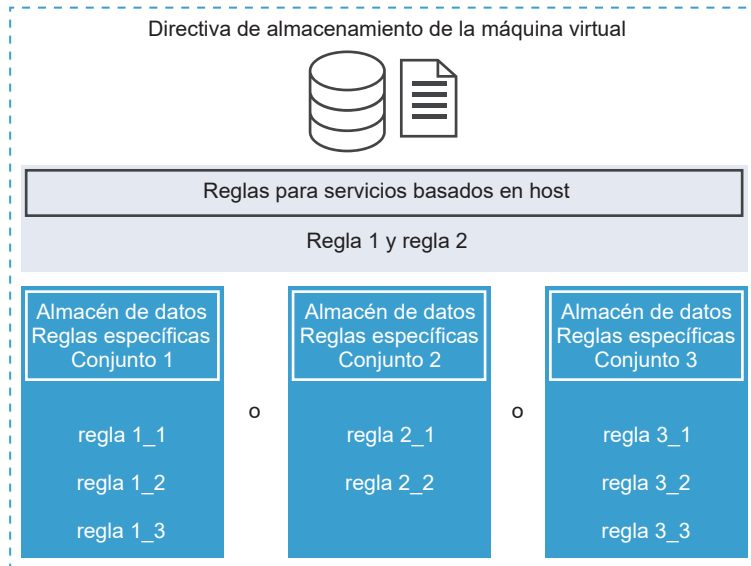 Directiva de almacenamiento de la máquina virtual
Reglas para servicios basados en host
Regla 1 y regla 2
Almacén de datos
Reglas específicas
Conjunto 1
regla 1_1
regla 1_2
regla 1_3
o
Almacén de datos
Reglas específicas
Conjunto 2
regla 2_1
regla 2_2
o
Almacén de datos
Reglas específicas
Conjunto 3
regla 3_1
regla 3_2
regla 3_3